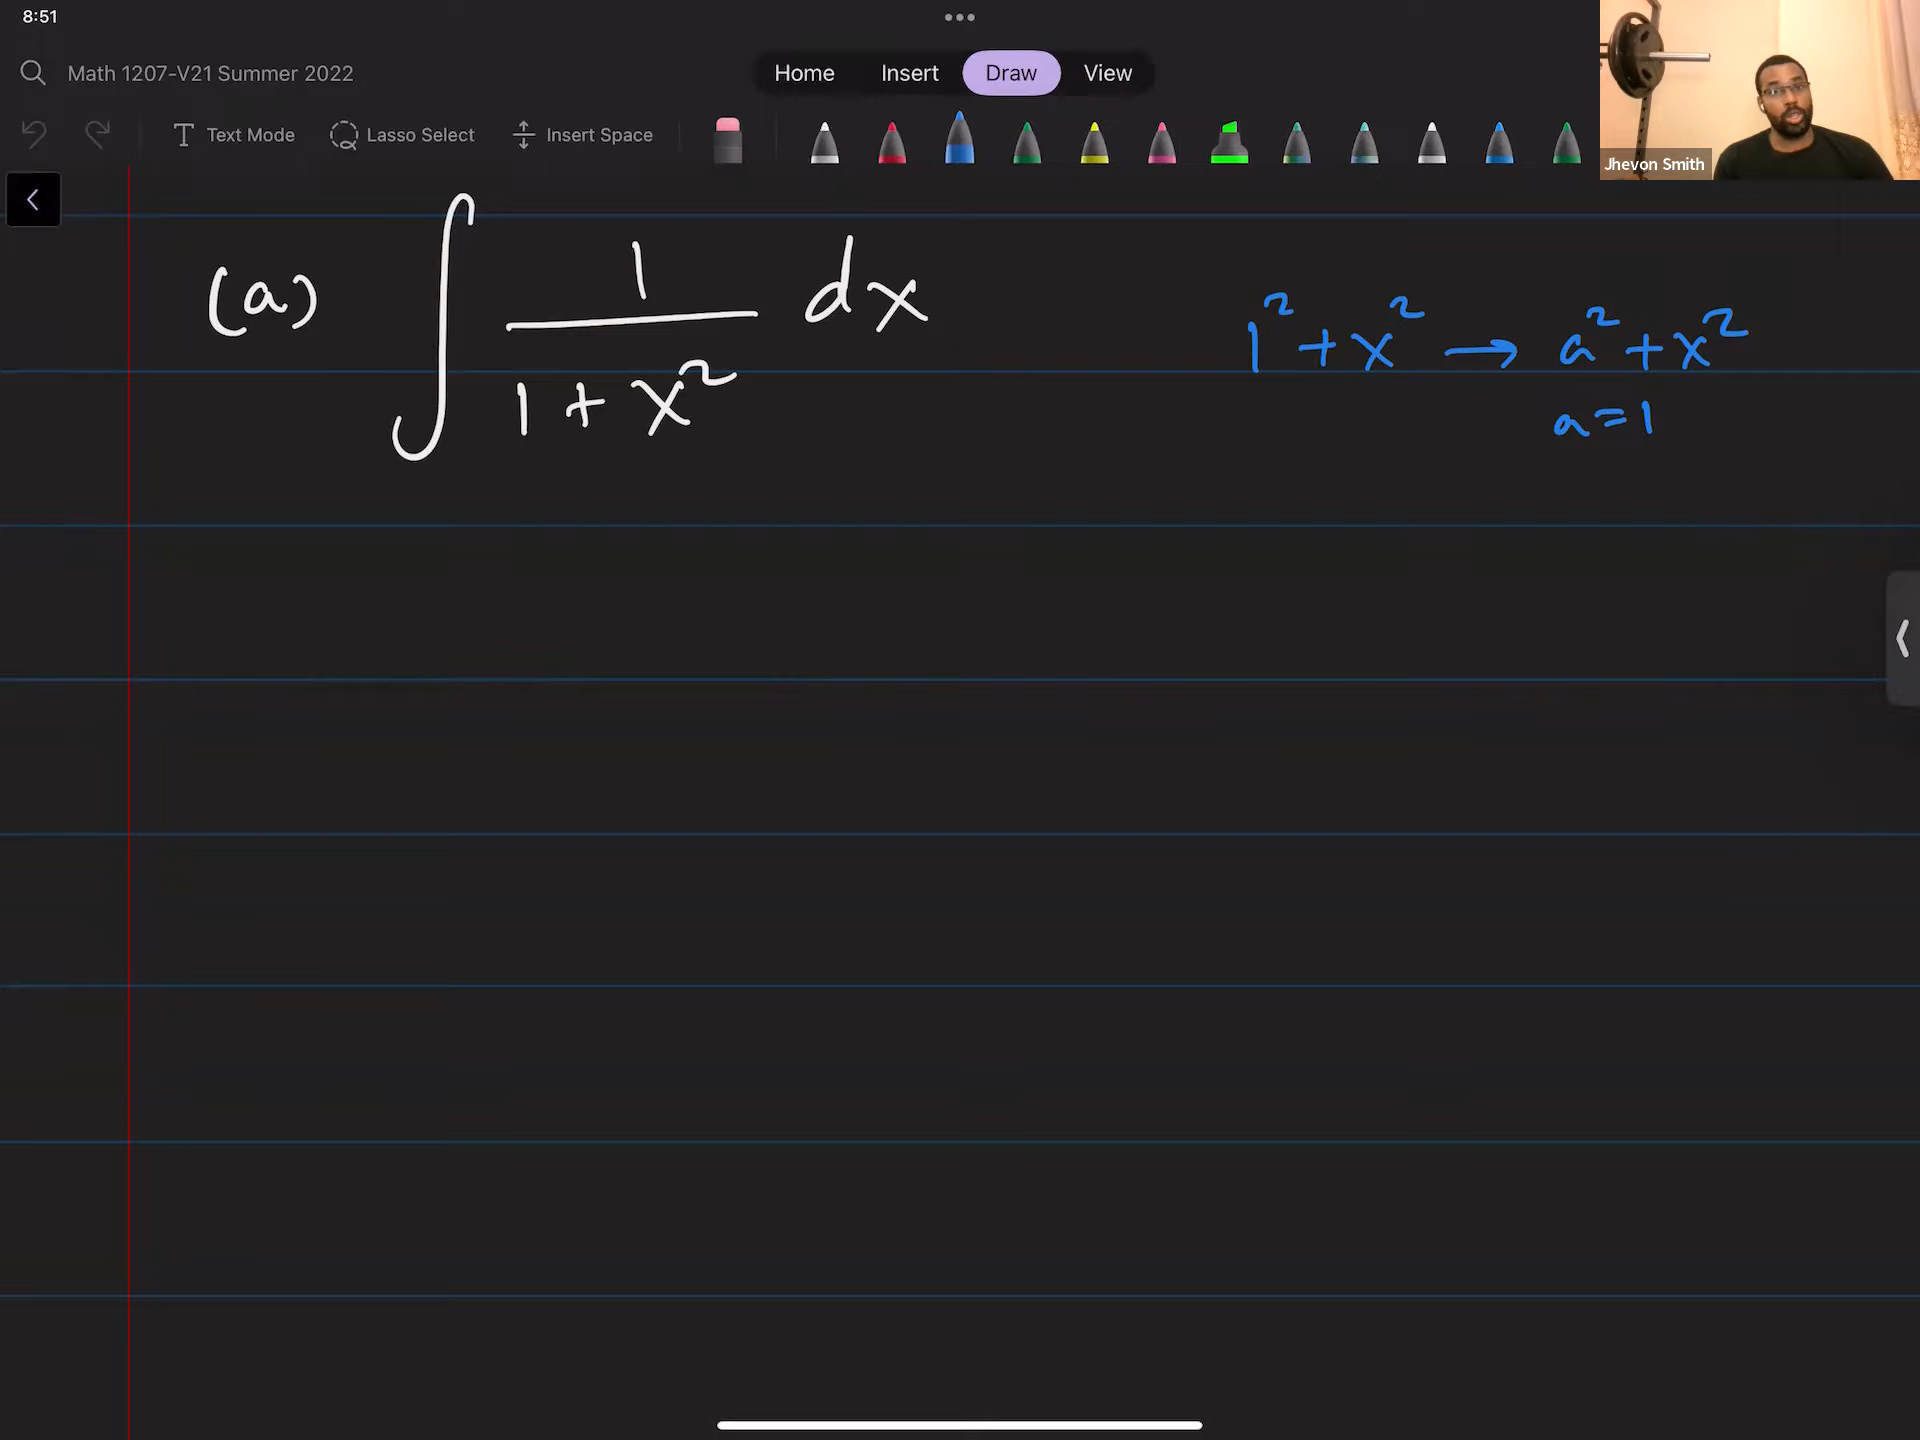 8:51
Math 1207-V21 Summer 2022
Home Insert Draw View
Text Mode Lasso Select Insert Space
Jhevon Smith
(a) ∫ 1/(1 + x²) dx
1² + x² → a² + x²
a = 1